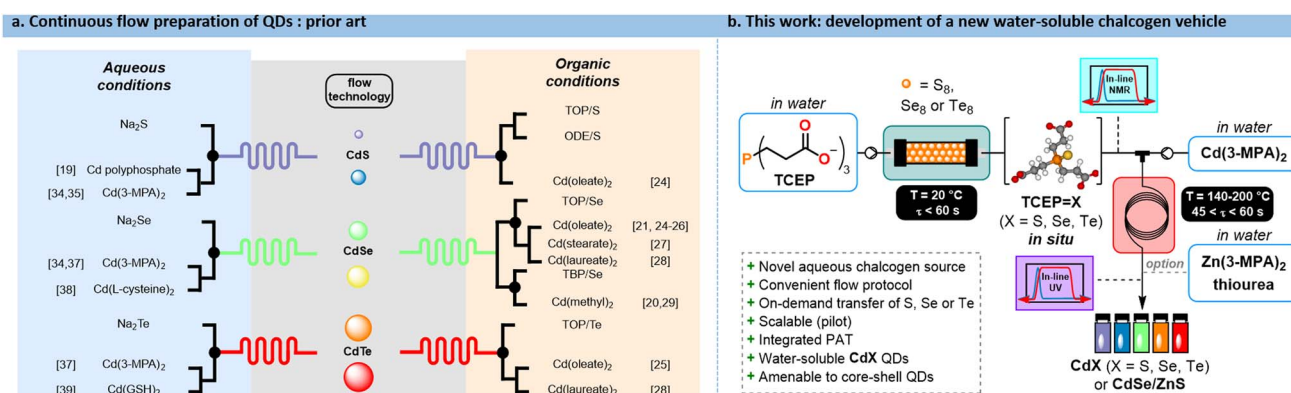 a. Continuous flow preparation of QDs : prior art
Aqueous
conditions
flow
technology
Organic
conditions
Na2S
[19] Cd polyphosphate
[34,35] Cd(3-MPA)2
CdS
TOP/S
ODE/S
Cd(oleate)2 [24]
Na2Se
[34,37] Cd(3-MPA)2
[38] Cd(L-cysteine)2
CdSe
TOP/Se
Cd(oleate)2 [21, 24-26]
Cd(stearate)2 [27]
Cd(laureate)2 [28]
TBP/Se
Cd(methyl)2 [20,29]
Na2Te
[37] Cd(3-MPA)2
[39] Cd(GSH)2
CdTe
TOP/Te
Cd(oleate)2 [25]
Cd(laureate)2 [28]
b. This work: development of a new water-soluble chalcogen vehicle
in water
P
O
O−
3
TCEP
= S8,
Se8 or Te8
T = 20 °C
τ < 60 s
TCEP=X
(X = S, Se, Te)
in situ
In-line
NMR
in water
Cd(3-MPA)2
T = 140-200 °C
45 < τ < 60 s
in water
Zn(3-MPA)2
thiourea
option
In-line
UV
CdX (X = S, Se, Te)
or CdSe/ZnS
+ Novel aqueous chalcogen source
+ Convenient flow protocol
+ On-demand transfer of S, Se or Te
+ Scalable (pilot)
+ Integrated PAT
+ Water-soluble CdX QDs
+ Amenable to core-shell QDs